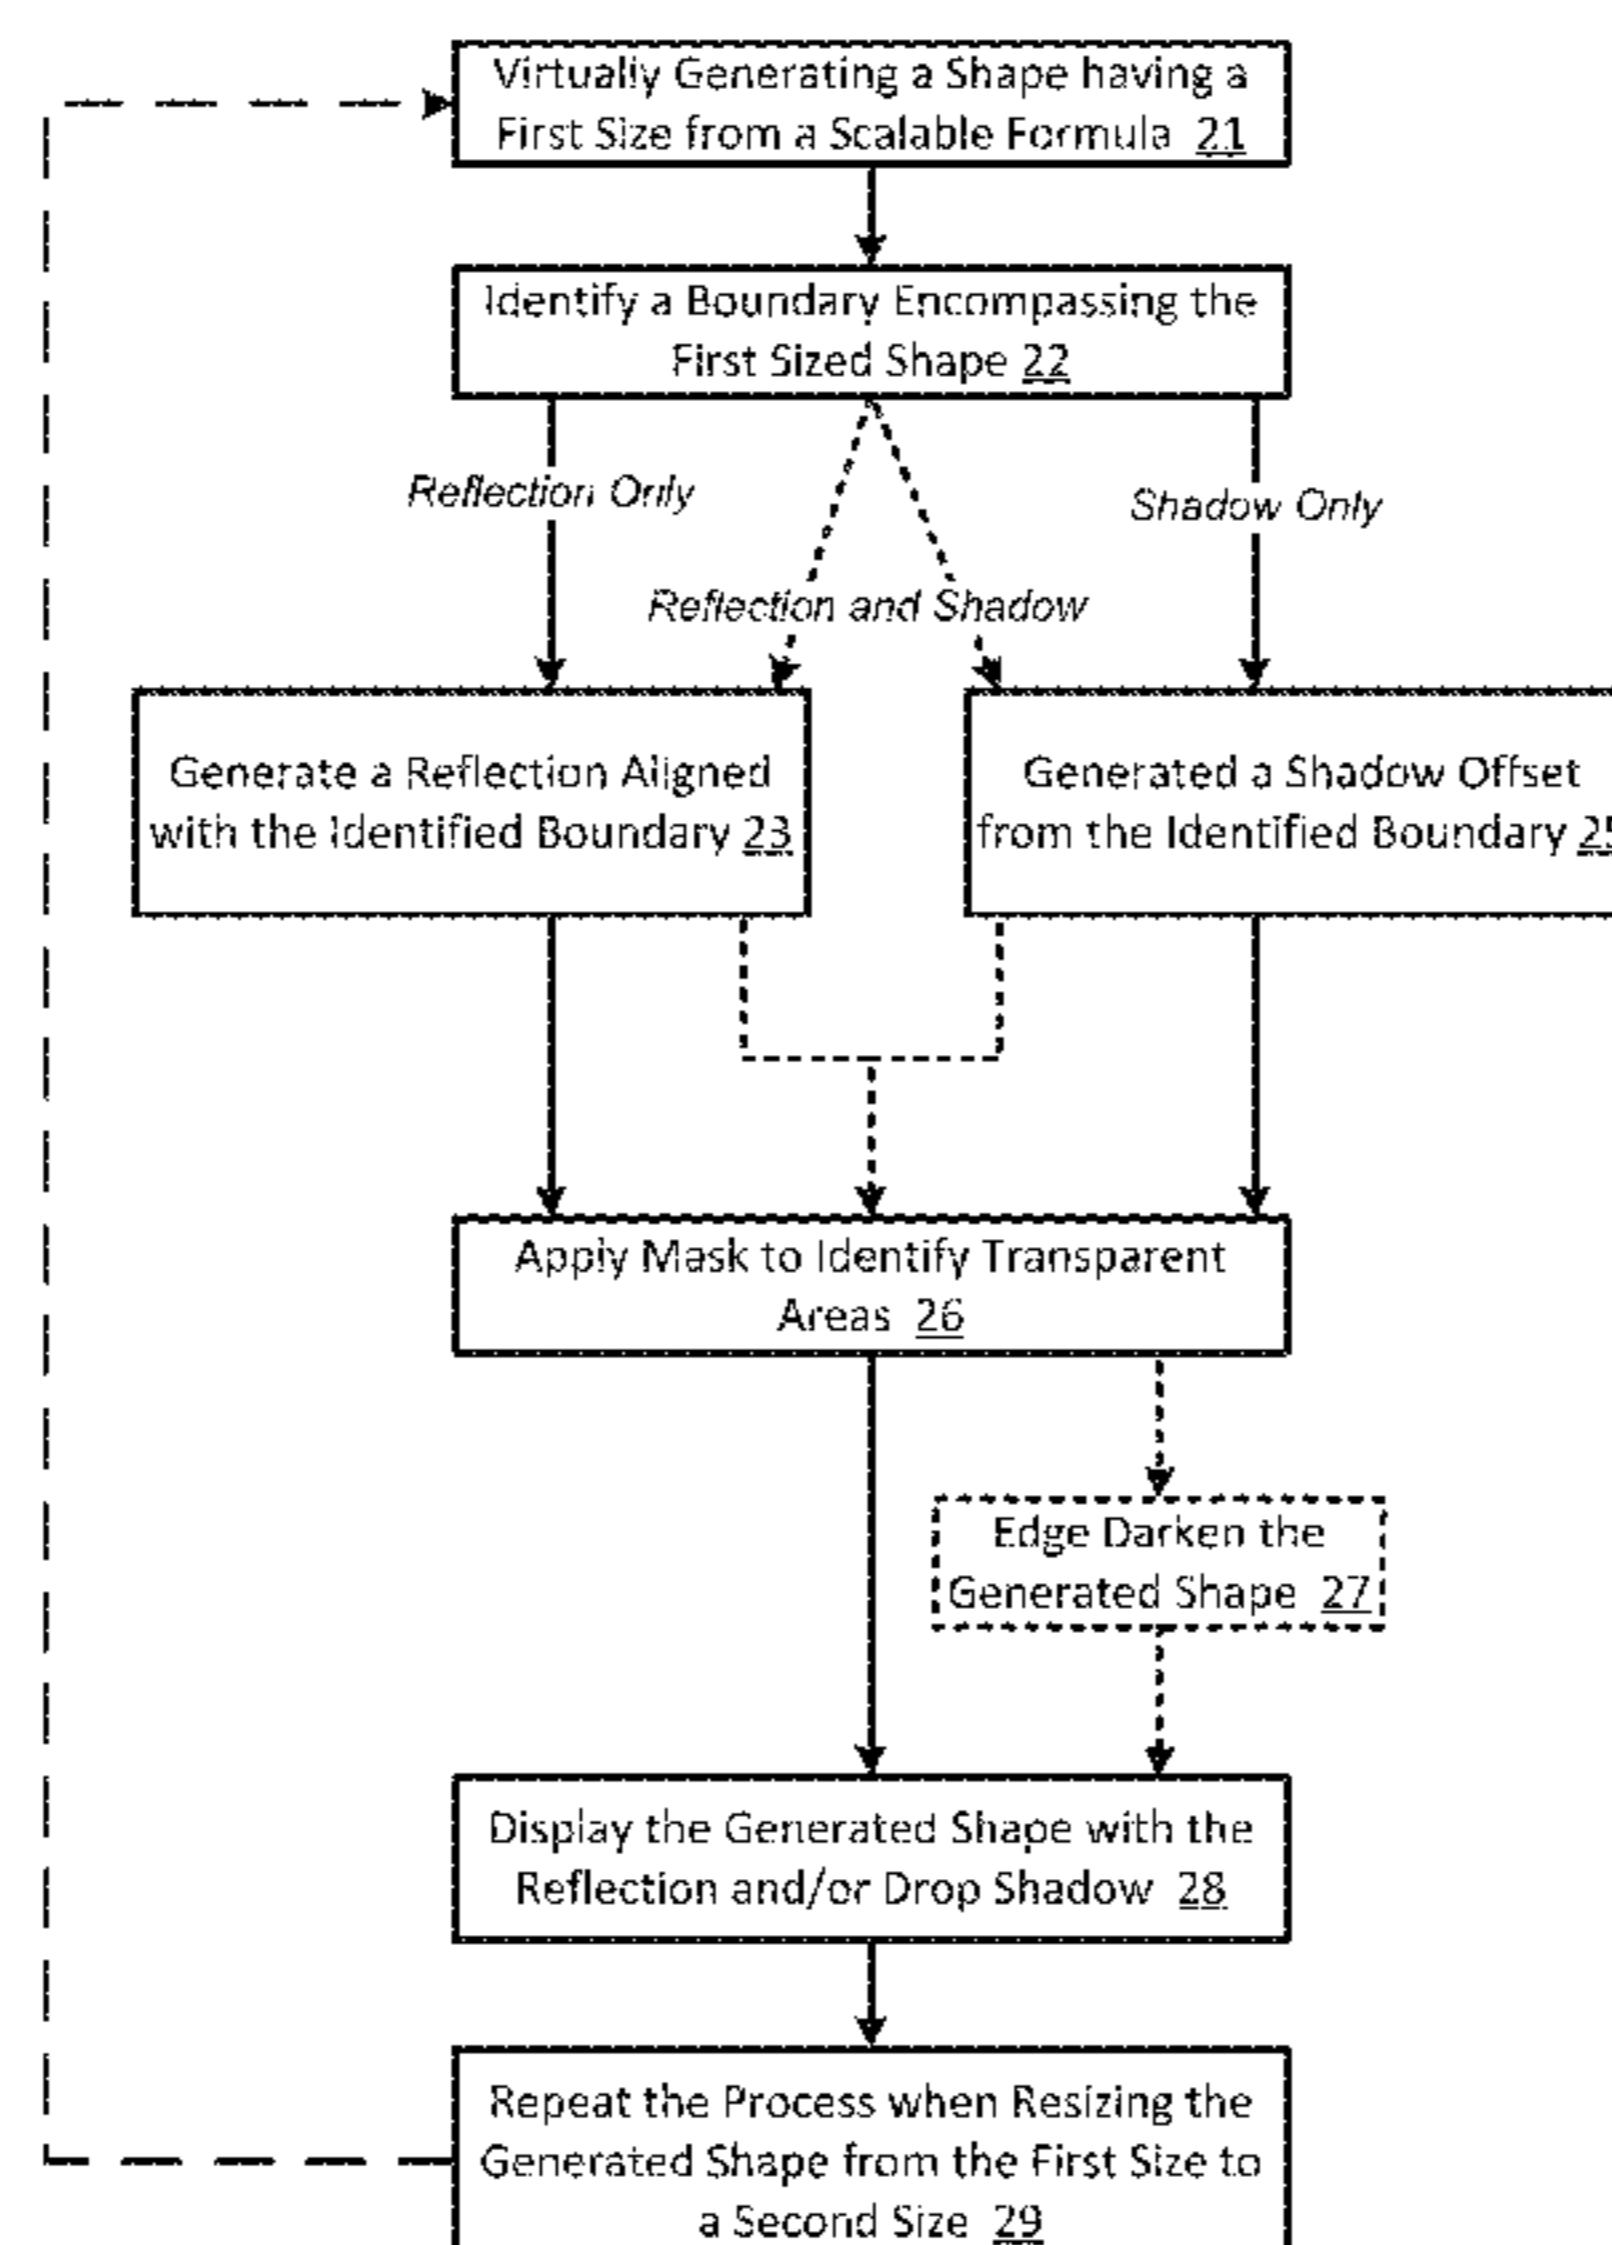 Virtually Generating a Shape having a
First Size from a Scalable Formula 21
Identify a Boundary Encompassing the
First Sized Shape 22
Reflection Only
Shadow Only
Reflection and Shadow
Generate a Reflection Aligned
with the Identified Boundary 23
Generated a Shadow Offset
from the Identified Boundary 25
Apply Mask to Identify Transparent
Areas 26
Edge Darken the
Generated Shape 27
Display the Generated Shape with the
Reflection and/or Drop Shadow 28
Repeat the Process when Resizing the
Generated Shape from the First Size to
a Second Size 29